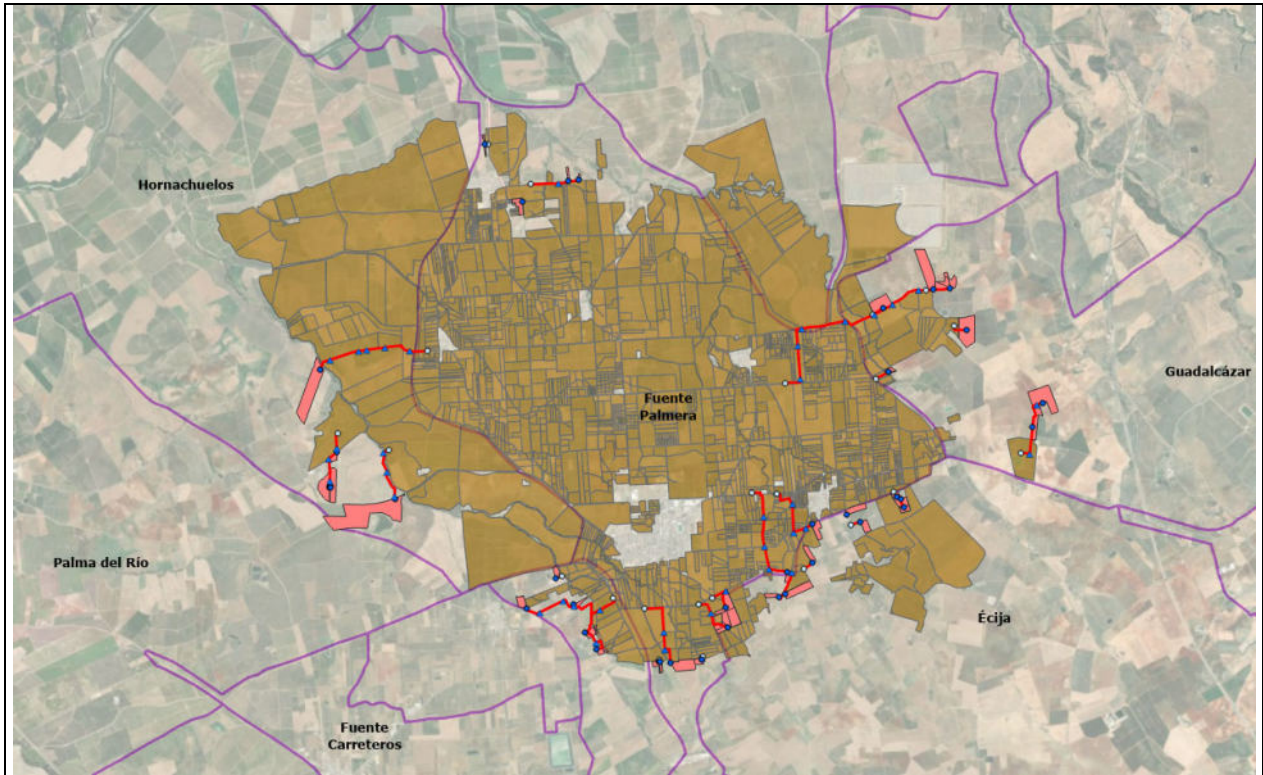 Hornachuelos
Guadalcázar
Fuente
Palmera
Palma del Río
Écija
Fuente
Carreteros